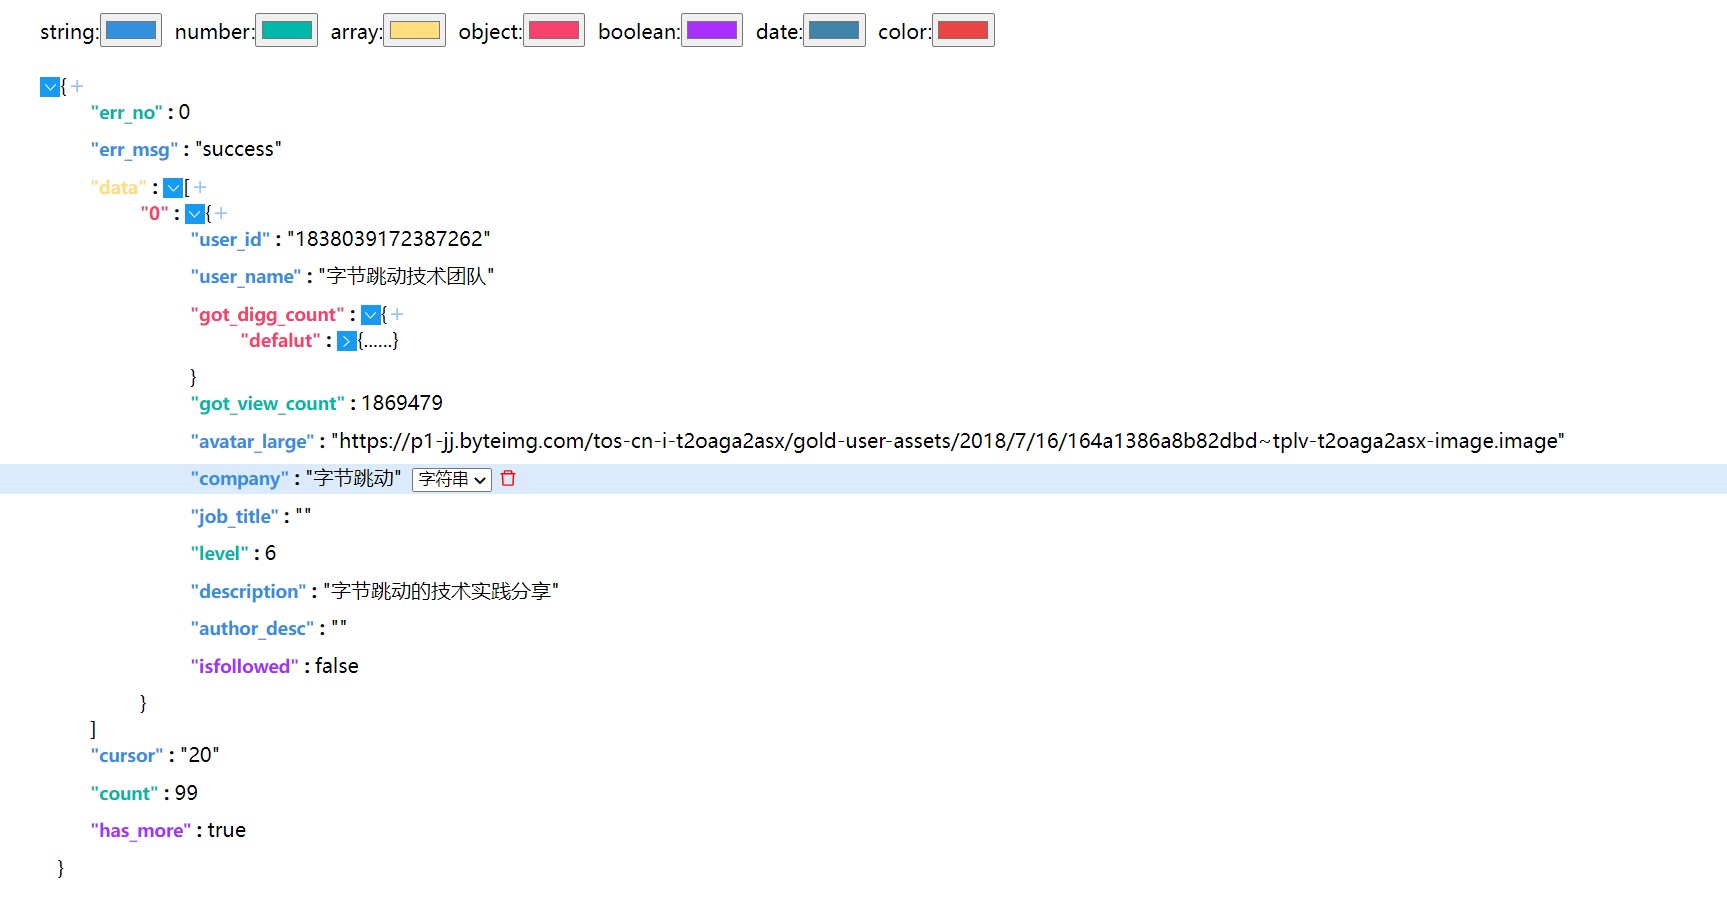 string: number: array: object: boolean: date: color:
{ +
"err_no" : 0
"err_msg" : "success"
"data" : [ +
"0" : { +
"user_id" : "1838039172387262"
"user_name" : "字节跳动技术团队"
"got_digg_count" : { +
"defalut" : {......}
}
"got_view_count" : 1869479
"avatar_large" : "https://p1-jj.byteimg.com/tos-cn-i-t2oaga2asx/gold-user-assets/2018/7/16/164a1386a8b82dbd~tplv-t2oaga2asx-image.image"
"company" : "字节跳动" 字符串
"job_title" : ""
"level" : 6
"description" : "字节跳动的技术实践分享"
"author_desc" : ""
"isfollowed" : false
}
]
"cursor" : "20"
"count" : 99
"has_more" : true
}